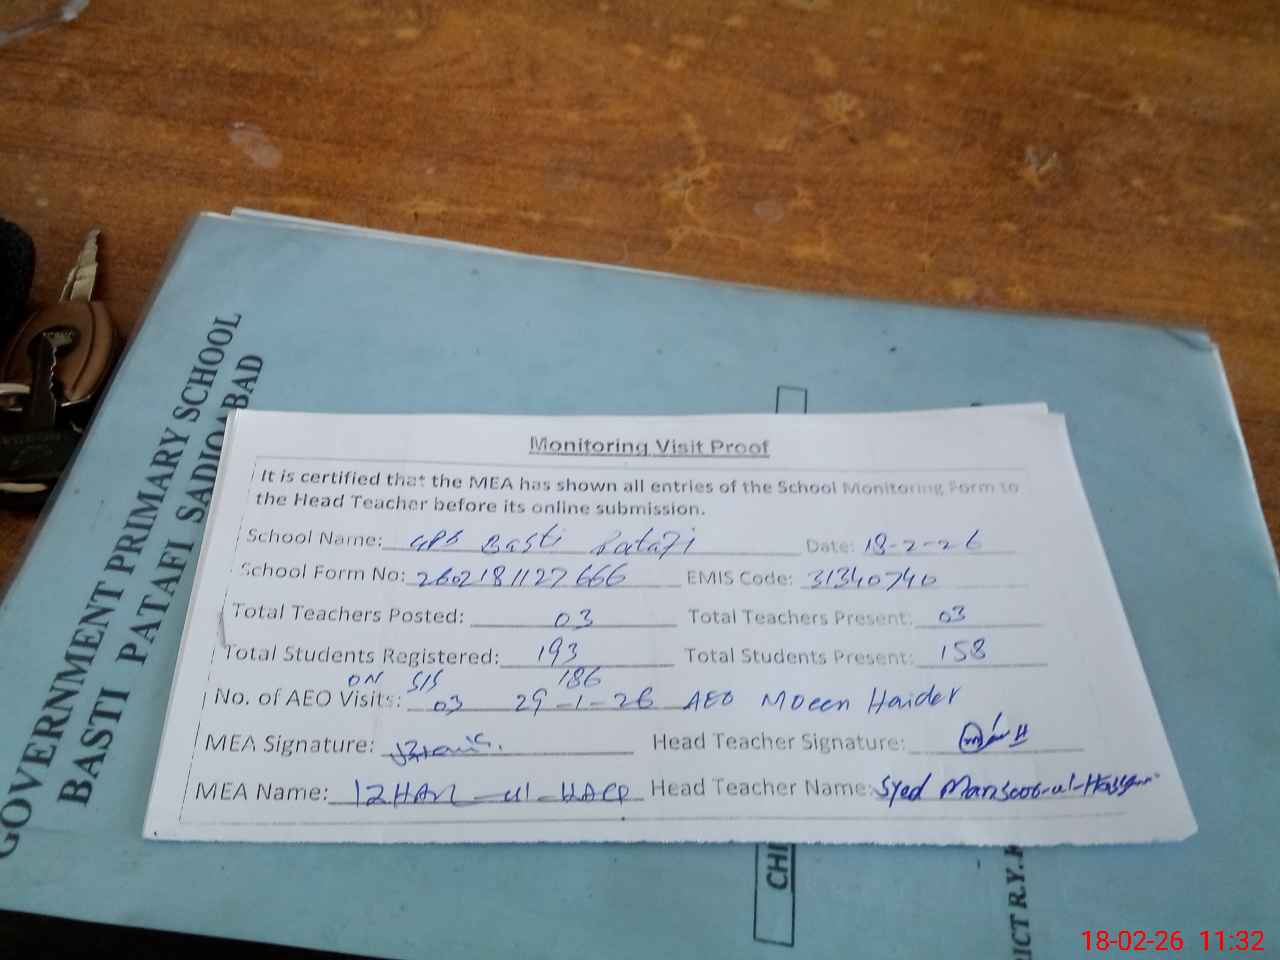 GOVERNMENT PRIMARY SCHOOL
BASTI PATAFI SADIQABAD
Monitoring Visit Proof
It is certified that the MEA has shown all entries of the School Monitoring Form to
the Head Teacher before its online submission.
School Name: GPS Basti Patafi Date: 18-2-26
School Form No: 2602181127666 EMIS Code: 31340740
Total Teachers Posted: 03 Total Teachers Present: 03
Total Students Registered: 193 Total Students Present: 158
ON SIS 186
No. of AEO Visits: 03 29-1-26 AEO Moeen Haider
MEA Signature: Head Teacher Signature:
MEA Name: IZHAR-ul-HAQ Head Teacher Name: Syed Mansoor-ul-Hassan
CHI
ICT R.Y.
18-02-26 11:32